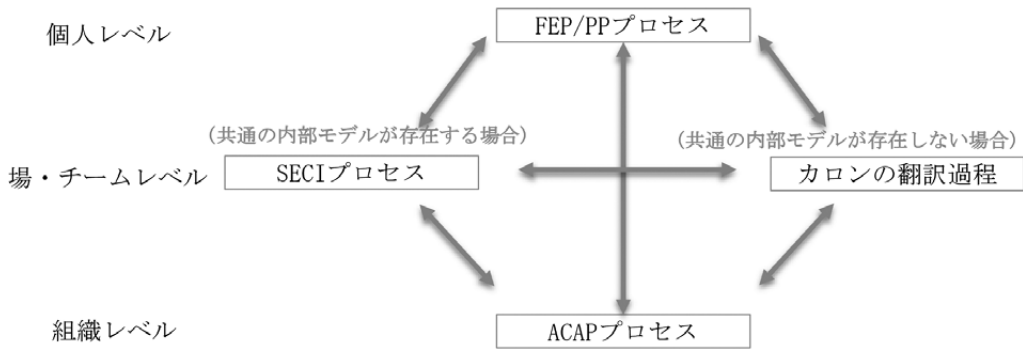 個人レベル
FEP/PPプロセス
(共通の内部モデルが存在する場合)
(共通の内部モデルが存在しない場合)
場・チームレベル
SECIプロセス
カロンの翻訳過程
組織レベル
ACAPプロセス